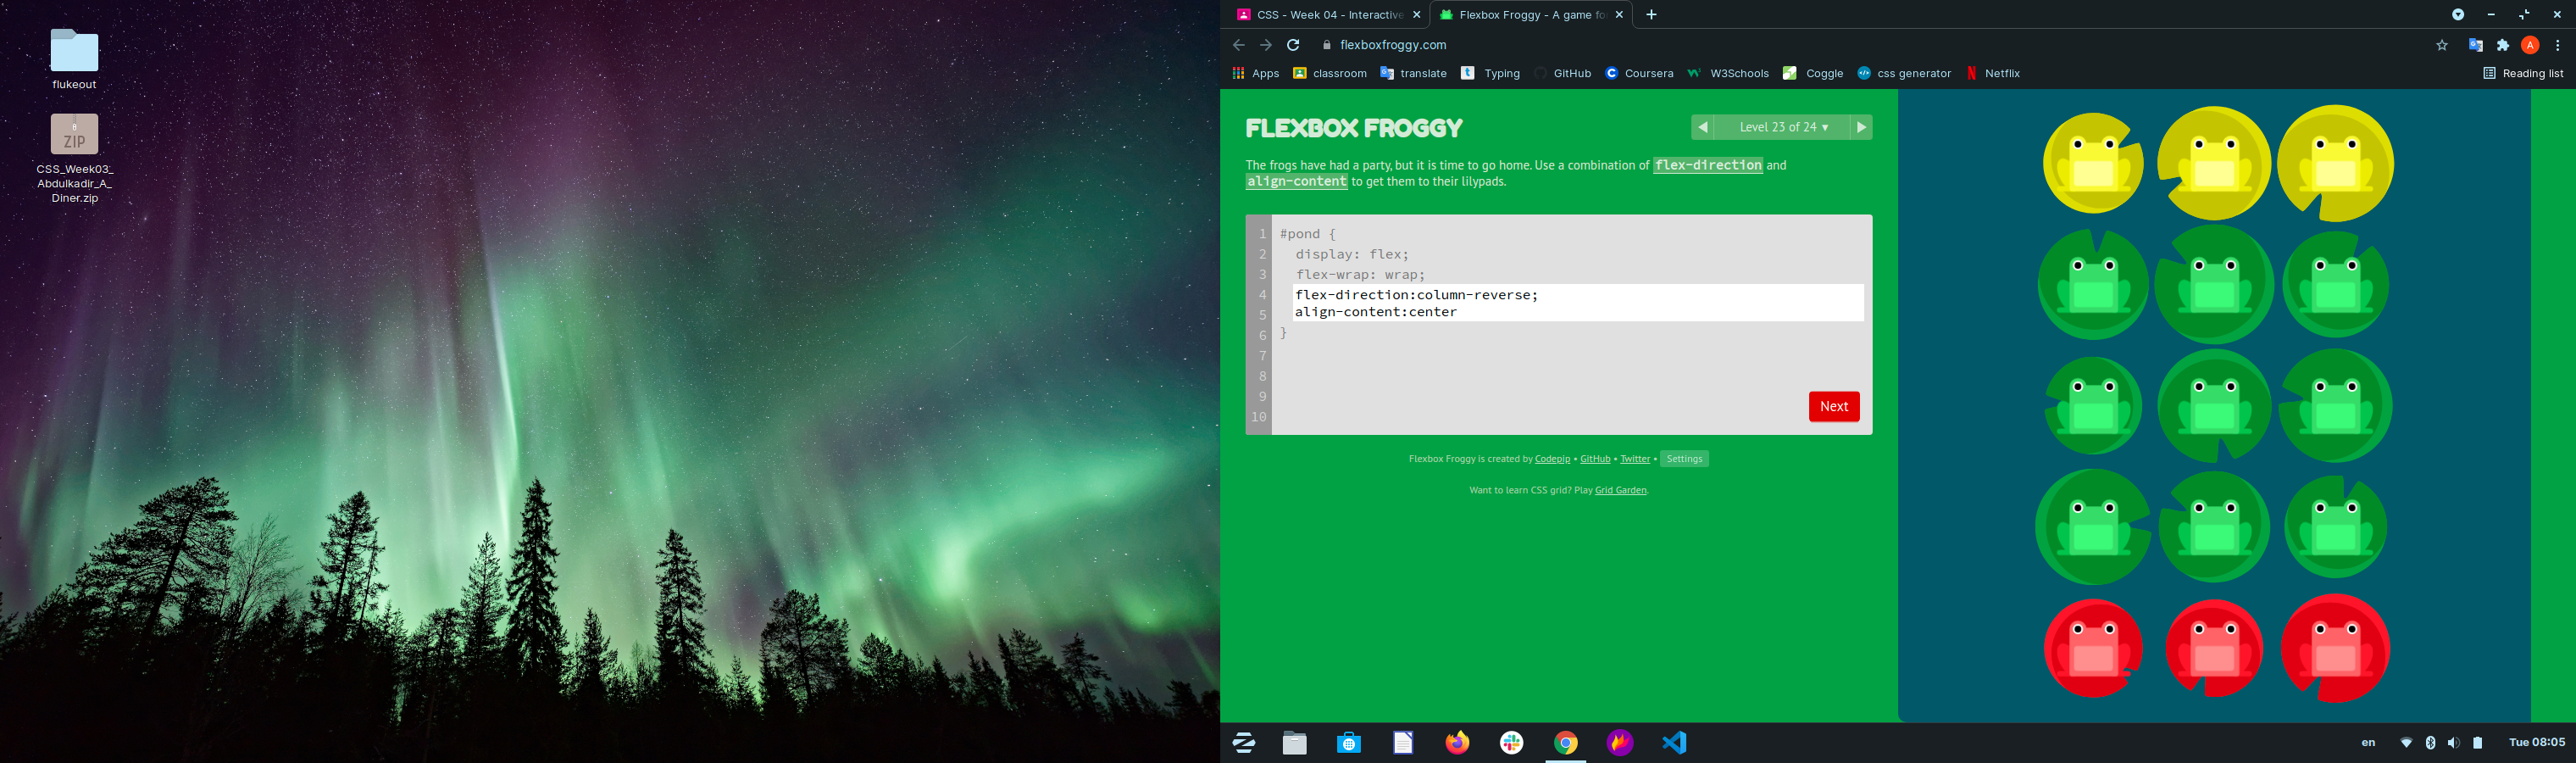 flukeout
ZIP
CSS_Week03_
Abdulkadir_A_
Diner.zip
CSS - Week 04 - Interactive
Flexbox Froggy - A game fo
flexboxfroggy.com
A
Apps
classroom
translate
Typing
GitHub
Coursera
W3Schools
Coggle
css generator
Netflix
Reading list
FLEXBOX FROGGY
Level 23 of 24 ▼
The frogs have had a party, but it is time to go home. Use a combination of flex-direction and
align-content to get them to their lilypads.
1 #pond {
2 display: flex;
3 flex-wrap: wrap;
4 flex-direction:column-reverse;
5 align-content:center
6 }
7
8
9
10
Next
Flexbox Froggy is created by Codepip • GitHub • Twitter • Settings
Want to learn CSS grid? Play Grid Garden.
en
Tue 08:05